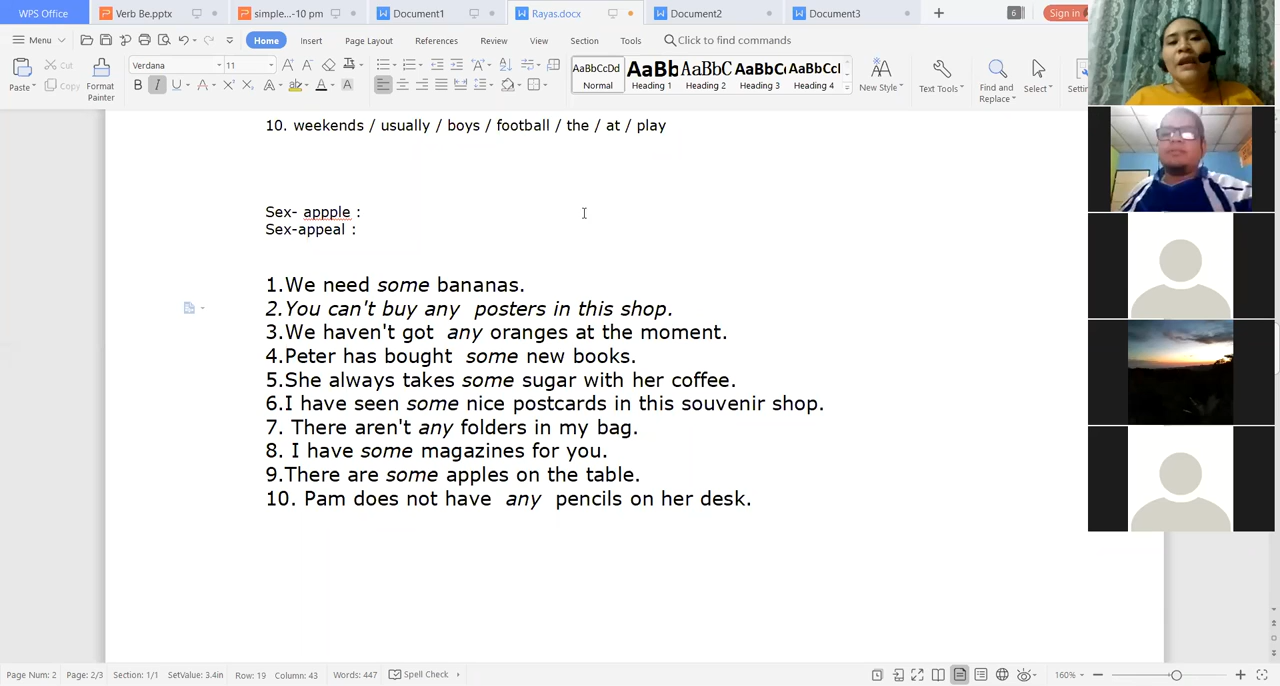 WPS Office
Verb Be.pptx
simple...-10 pm
Document1
Rayas.docx
Document2
Document3
6
Sign in
Menu
Home
Insert
Page Layout
References
Review
View
Section
Tools
Click to find commands
Paste
Cut
Copy
Format Painter
Verdana
11
AaBbCcDd
Normal
AaBb
Heading 1
AaBbC
Heading 2
AaBbC
Heading 3
AaBbCcl
Heading 4
New Style
Text Tools
Find and Replace
Select
10. weekends / usually / boys / football / the / at / play
Sex- appple :
Sex-appeal :
1.We need some bananas.
2.You can't buy any posters in this shop.
3.We haven't got any oranges at the moment.
4.Peter has bought some new books.
5.She always takes some sugar with her coffee.
6.I have seen some nice postcards in this souvenir shop.
7. There aren't any folders in my bag.
8. I have some magazines for you.
9.There are some apples on the table.
10. Pam does not have any pencils on her desk.
Page Num: 2 Page: 2/3 Section: 1/1 SetValue: 3.4in Row: 19 Column: 43 Words: 447 Spell Check 160%